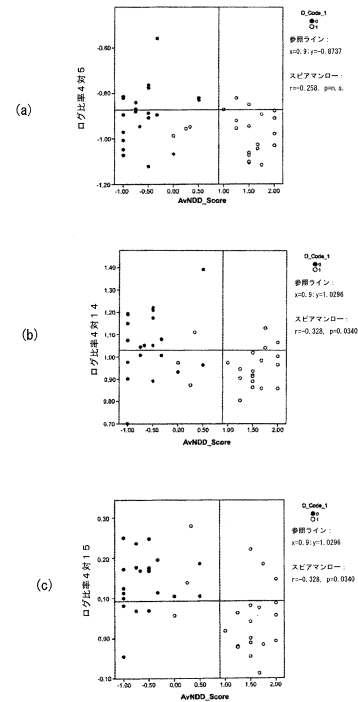 (a)
D_Code_1
●0
○1
参照ライン：
x=0.9;y=-0.8737
スピアマンロー：
r=-0.258, p=n.s.
ログ比率４対５
-0.60
-0.80
-1.00
-1.20
-1.00 -0.50 0.00 0.50 1.00 1.50 2.00
AvNDD_Score
(b)
D_Code_1
●0
○1
参照ライン：
x=0.9;y=1.0296
スピアマンロー：
r=-0.328, p=0.0340
ログ比率４対１４
1.40
1.30
1.20
1.10
1.00
0.90
0.80
0.70
-1.00 -0.50 0.00 0.50 1.00 1.50 2.00
AvNDD_Score
(c)
D_Code_1
●0
○1
参照ライン：
x=0.9;y=1.0296
スピアマンロー：
r=-0.328, p=0.0340
ログ比率４対１５
0.30
0.10
-1.00 -0.50 0.00 0.50 1.00 1.50 2.00
AvNDD_Score